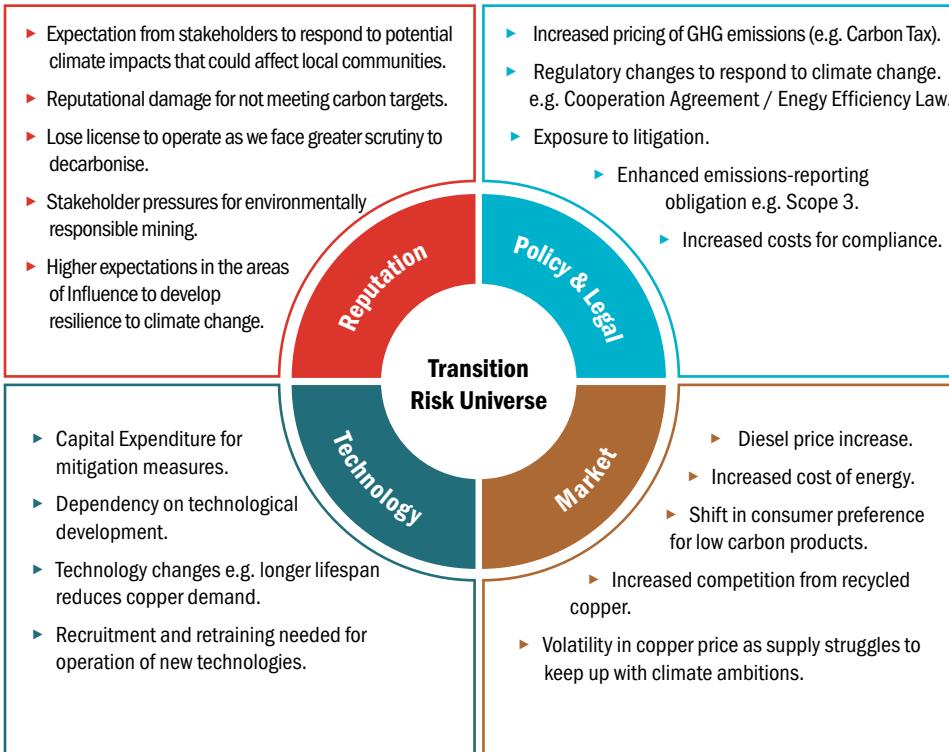 Expectation from stakeholders to respond to potential
climate impacts that could affect local communities.
Reputational damage for not meeting carbon targets.
Lose license to operate as we face greater scrutiny to
decarbonise.
Stakeholder pressures for environmentally
responsible mining.
Higher expectations in the areas
of Influence to develop
resilience to climate change.
Increased pricing of GHG emissions (e.g. Carbon Tax).
Regulatory changes to respond to climate change.
e.g. Cooperation Agreement / Enegy Efficiency Law.
Exposure to litigation.
Enhanced emissions-reporting
obligation e.g. Scope 3.
Increased costs for compliance.
Reputation
Policy & Legal
Transition
Risk Universe
Technology
Market
Capital Expenditure for
mitigation measures.
Dependency on technological
development.
Technology changes e.g. longer lifespan
reduces copper demand.
Recruitment and retraining needed for
operation of new technologies.
Diesel price increase.
Increased cost of energy.
Shift in consumer preference
for low carbon products.
Increased competition from recycled
copper.
Volatility in copper price as supply struggles to
keep up with climate ambitions.